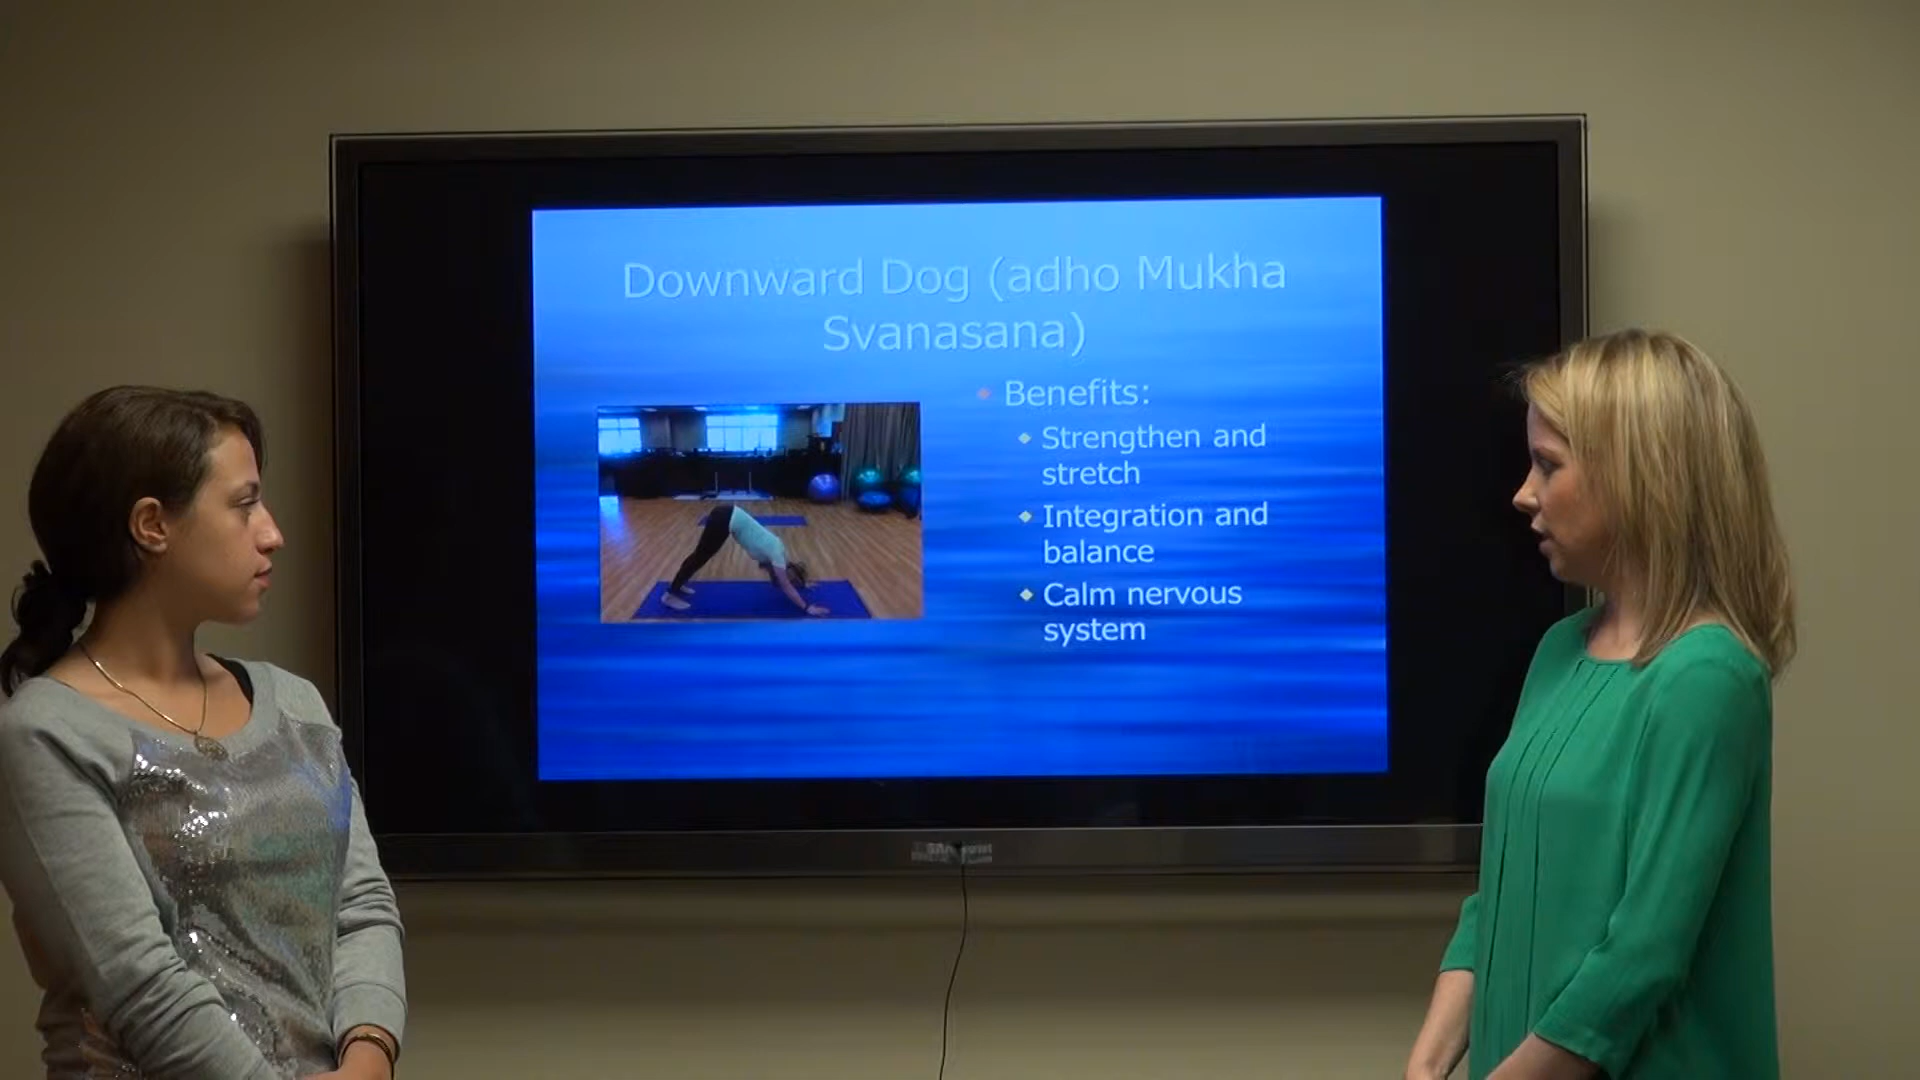 Downward Dog (adho Mukha
Svanasana)
Benefits:
Strengthen and
stretch
Integration and
balance
Calm nervous
system